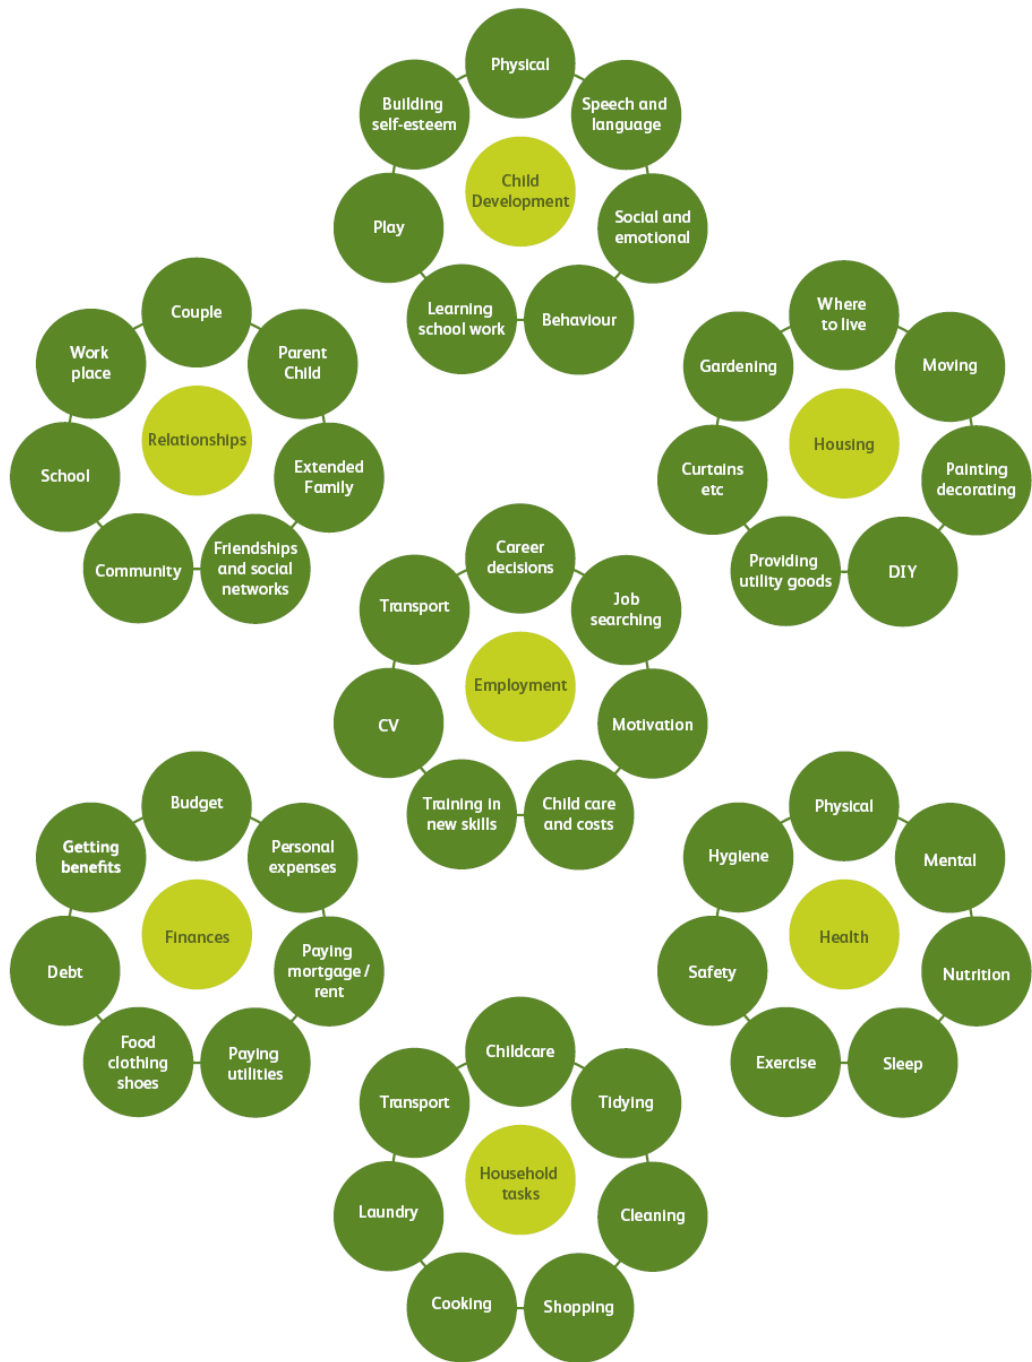 Physical
Speech and
language
Social and
emotional
Behaviour
Learning
school work
Play
Building
self-esteem
Child
Development
Couple
Parent
Child
Extended
Family
Friendships
and social
networks
Community
School
Work
place
Relationships
Where
to live
Moving
Painting
decorating
DIY
Providing
utility goods
Curtains
etc
Gardening
Housing
Career
decisions
Job
searching
Motivation
Child care
and costs
Training in
new skills
CV
Transport
Employment
Budget
Personal
expenses
Paying
mortgage /
rent
Paying
utilities
Food
clothing
shoes
Debt
Getting
benefits
Finances
Physical
Mental
Nutrition
Sleep
Exercise
Safety
Hygiene
Health
Childcare
Tidying
Cleaning
Shopping
Cooking
Laundry
Transport
Household
tasks